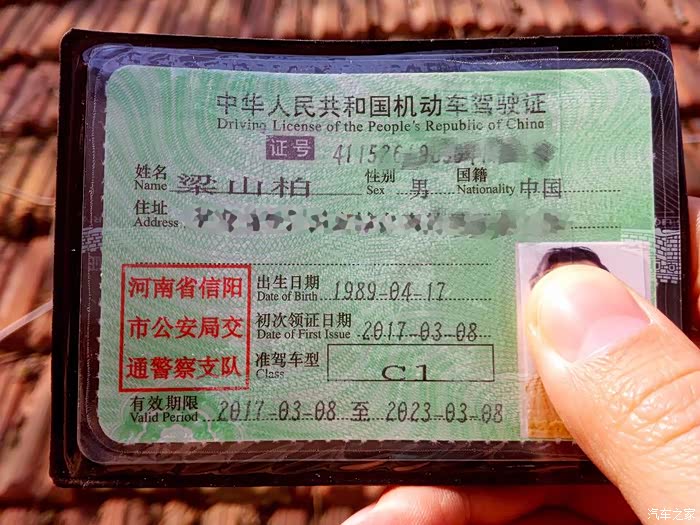 中华人民共和国机动车驾驶证
Driving License of the People's Republic of China
证号
姓名 梁山柏 性别 男 国籍 中国
Name Sex Nationality
住址
Address
河南省信阳
市公安局交
通警察支队
出生日期 1989-04-17
Date of Birth
初次领证日期 2017-03-08
Date of First Issue
准驾车型 C1
Class
有效期限 2017-03-08 至 2023-03-08
Valid Period
汽车之家